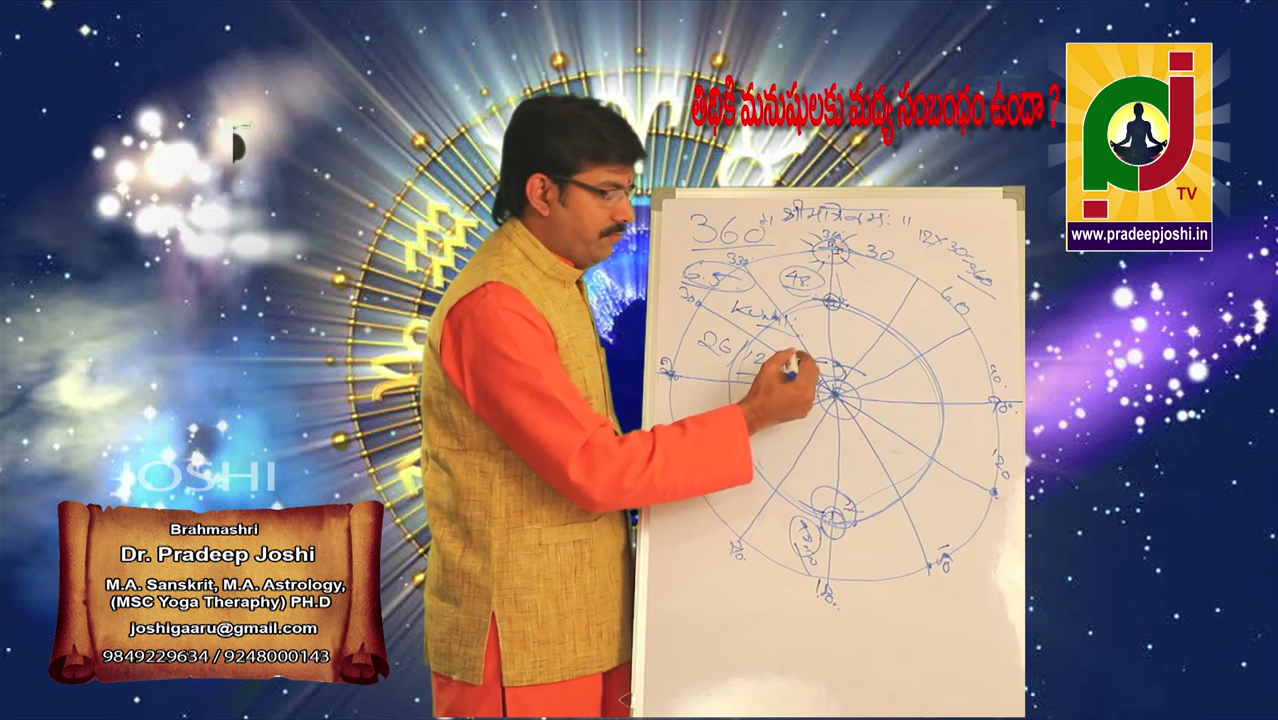 తిథికి మనుషులకు మధ్య సంబంధం ఉందా ?
TV
www.pradeepjoshi.in
360°
श्रीमात्रे नमः ॥
12 X 30 = 360
30
60
48
26
90.
120
150
180.
JOSHI
Brahmashri
Dr. Pradeep Joshi
M.A. Sanskrit, M.A. Astrology,
(MSC Yoga Theraphy) PH.D
joshigaaru@gmail.com
9849229634 / 9248000143